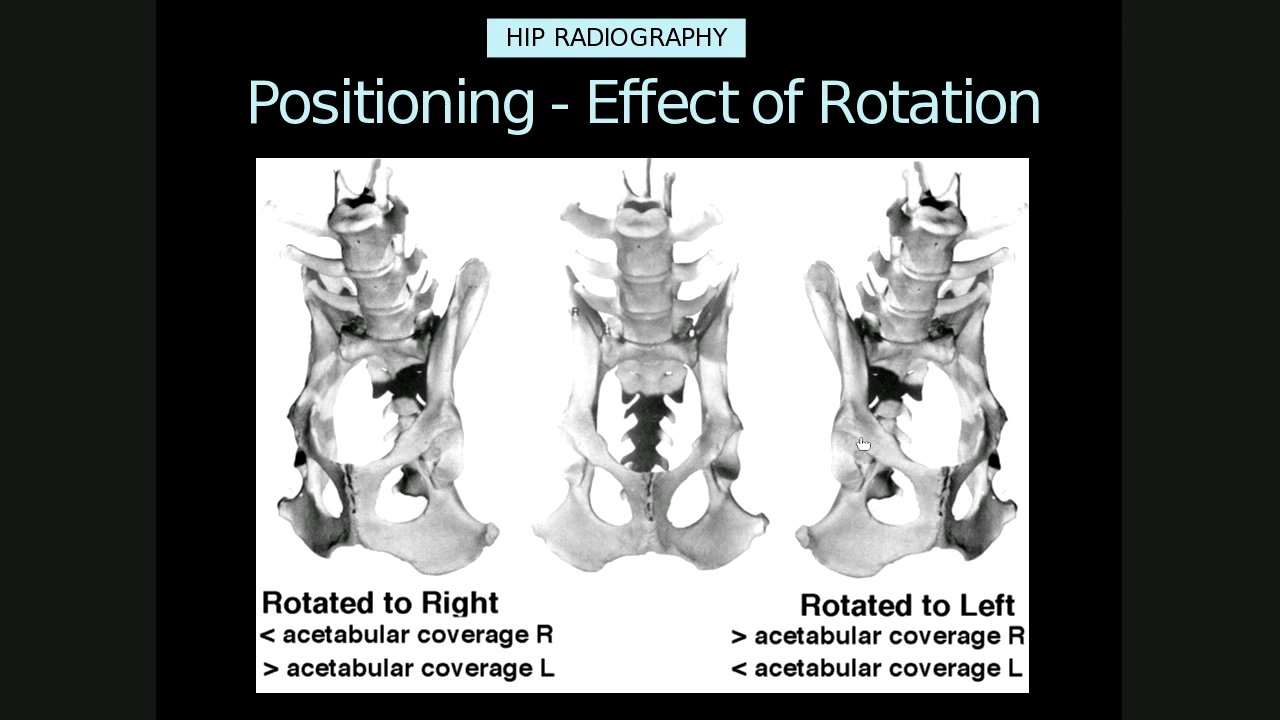 HIP RADIOGRAPHY
Positioning - Effect of Rotation
R
Rotated to Right
< acetabular coverage R
> acetabular coverage L
Rotated to Left
> acetabular coverage R
< acetabular coverage L